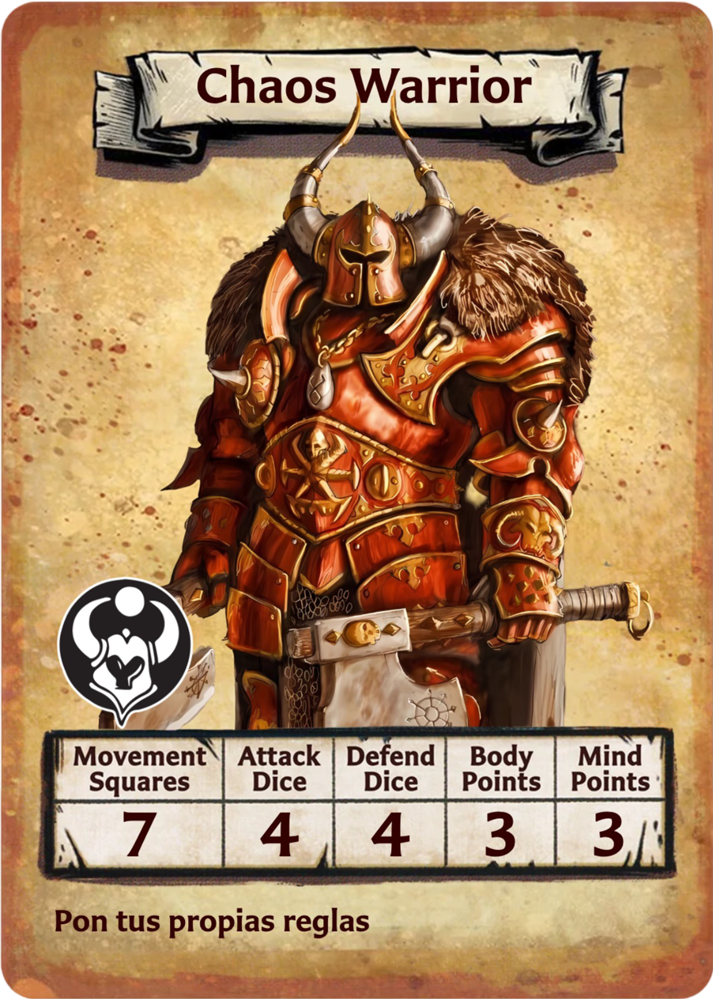 Chaos Warrior
Movement Squares
Attack Dice
Defend Dice
Body Points
Mind Points
7
4
4
3
3
Pon tus propias reglas